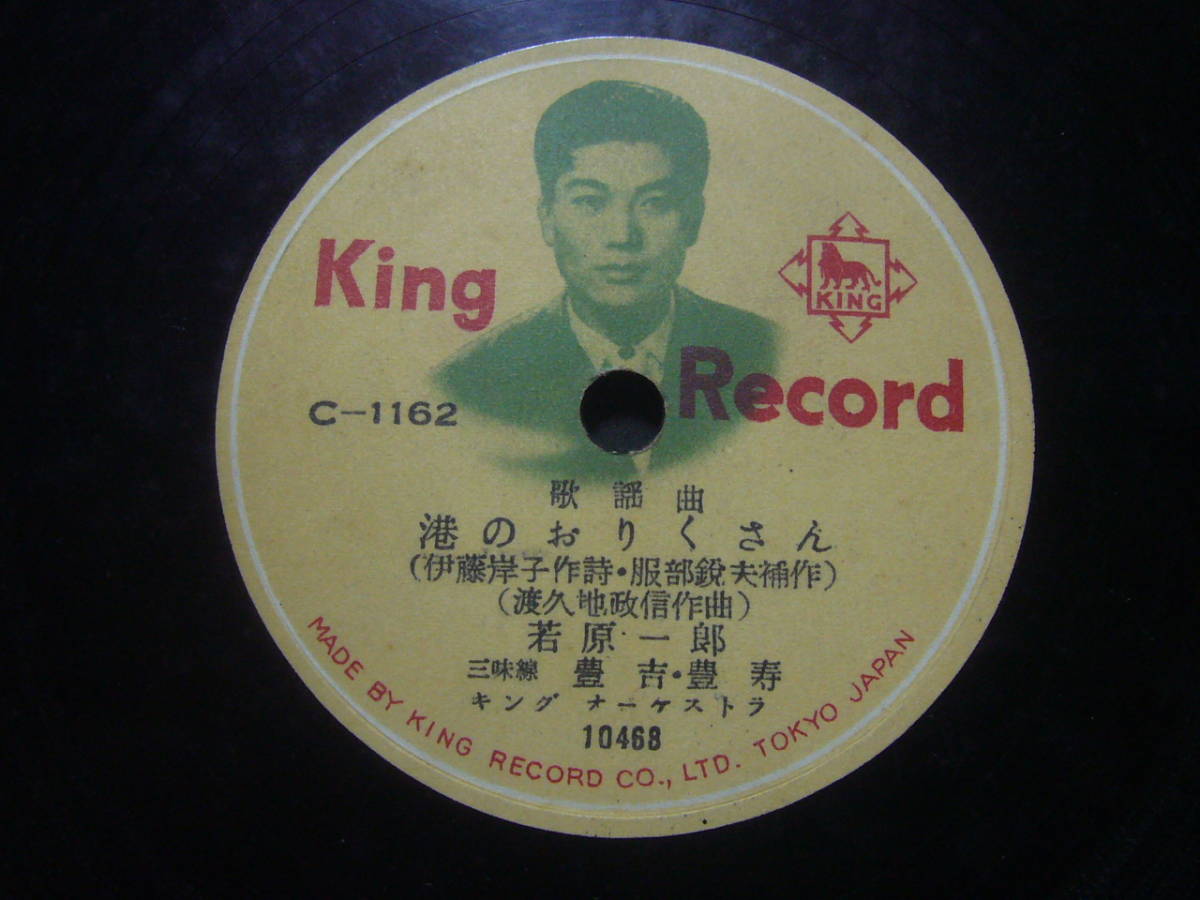 King
KING
Record
C-1162
歌謡曲
港のおりくさん
(伊藤岸子作詩・服部鋭夫補作)
(渡久地政信作曲)
若原一郎
三味線 豊吉・豊寿
キング オーケストラ
10468
MADE BY KING RECORD CO., LTD. TOKYO JAPAN